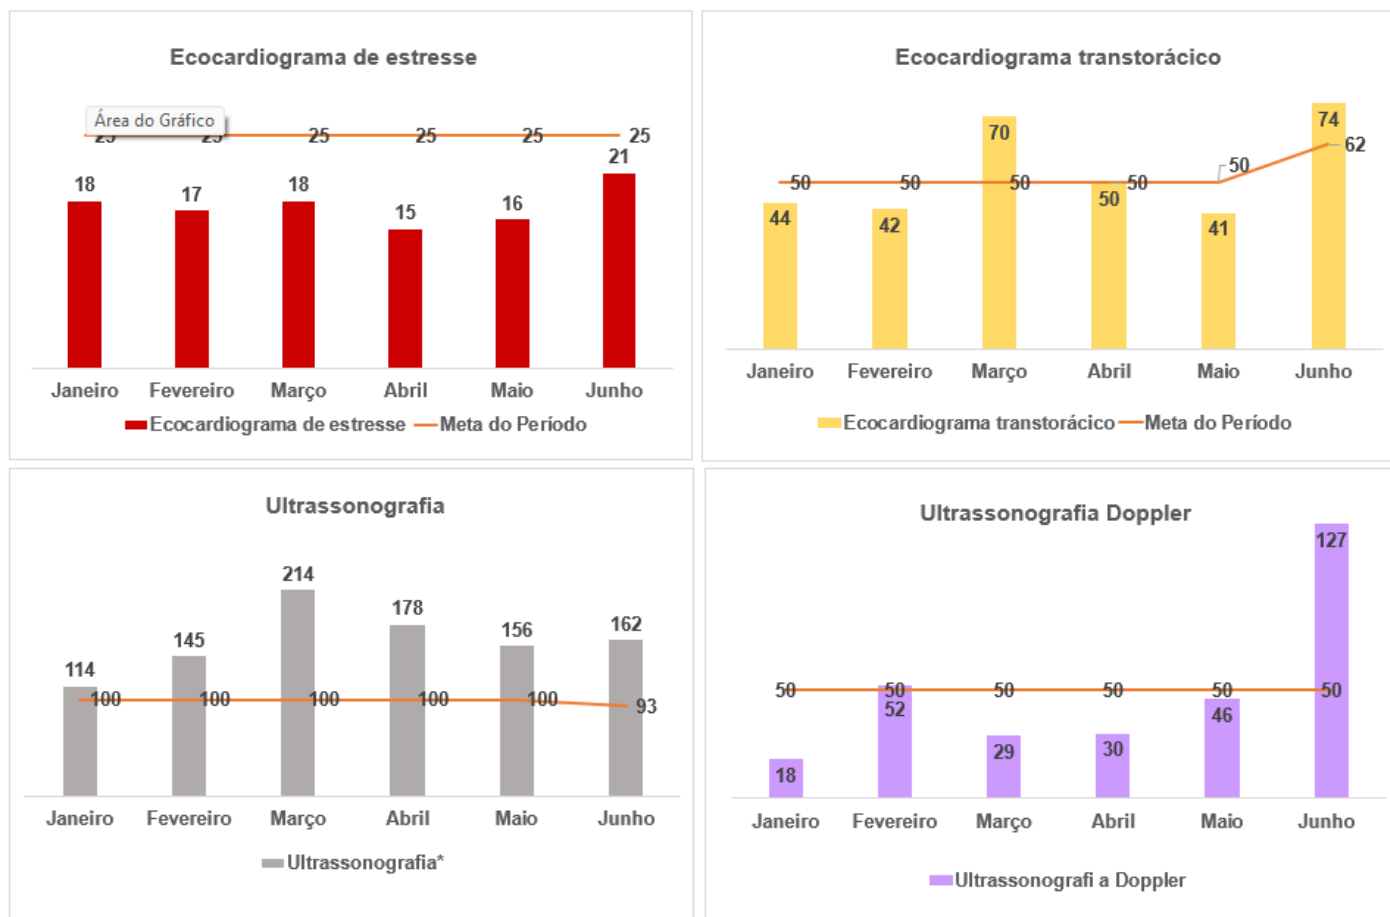 Ecocardiograma de estresse
Área do Gráfico
25 25 25 25 25 25
18 17 18 15 16 21
Janeiro Fevereiro Março Abril Maio Junho
Ecocardiograma de estresse Meta do Período
Ecocardiograma transtorácico
50 50 50 50 50 62
44 42 70 50 41 74
Janeiro Fevereiro Março Abril Maio Junho
Ecocardiograma transtorácico Meta do Período
Ultrassonografia
114 145 214 178 156 162
100 100 100 100 100 93
Janeiro Fevereiro Março Abril Maio Junho
Ultrassonografia*
Ultrassonografia Doppler
50 50 50 50 50 50
18 52 29 30 46 127
Janeiro Fevereiro Março Abril Maio Junho
Ultrassonografi a Doppler